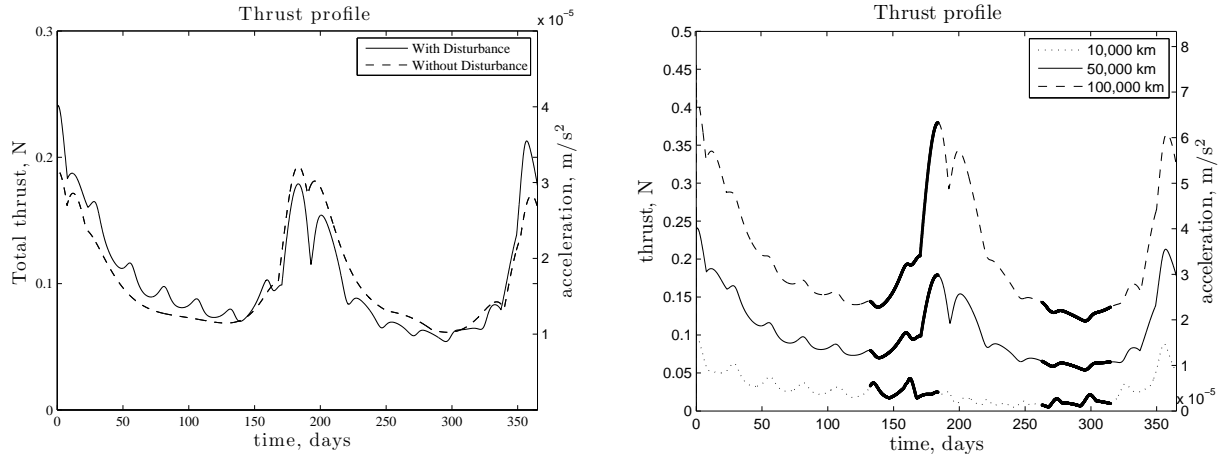 Thrust profile
x 10⁻⁵
With Disturbance
Without Disturbance
Total thrust, N
acceleration, m/s²
0.3
0.2
0.1
0
5
4
3
2
1
0 50 100 150 200 250 300 350
time, days
Thrust profile
10,000 km
50,000 km
100,000 km
thrust, N
acceleration, m/s²
0.5
0.45
0.4
0.35
0.3
0.25
0.2
0.15
0.1
0.05
0
8
7
6
5
4
3
2
1
0
x 10⁻⁵
0 50 100 150 200 250 300 350
time, days